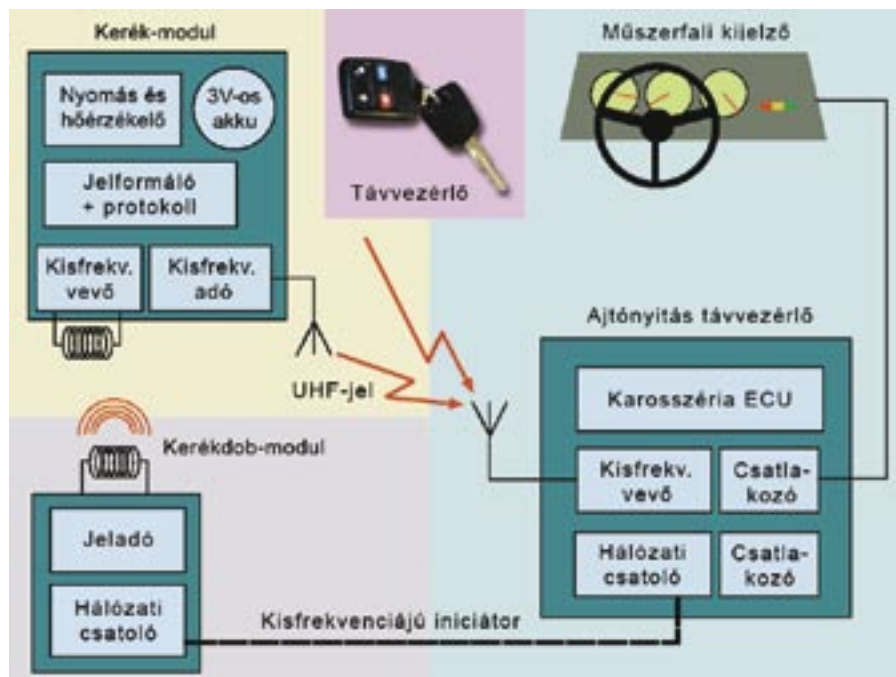 Kerék-modul
Nyomás és
hőérzékelő
3V-os
akku
Jelformáló
+ protokoll
Kisfrekv.
vevő
Kisfrekv.
adó
Távvezérlő
Műszerfali kijelző
UHF-jel
Ajtónyitás távvezérlő
Karosszéria ECU
Kisfrekv.
vevő
Csatla-
kozó
Hálózati
csatoló
Csatla-
kozó
Kerékdob-modul
Jeladó
Hálózati
csatoló
Kisfrekvenciájú iniciátor